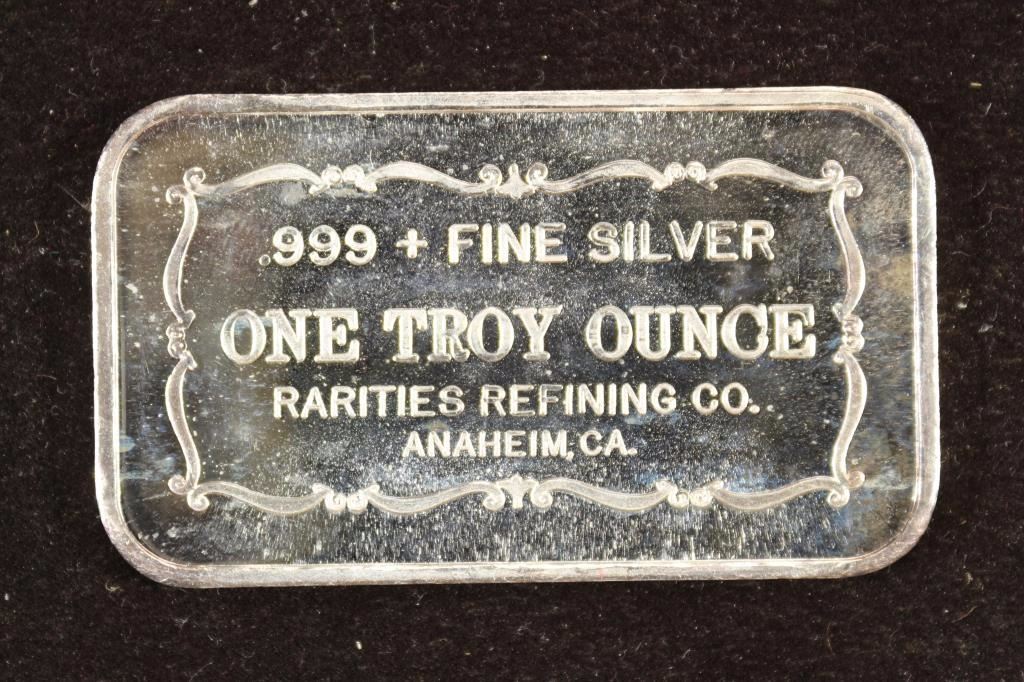 .999 + FINE SILVER
ONE TROY OUNCE
RARITIES REFINING CO.
ANAHEIM, CA.